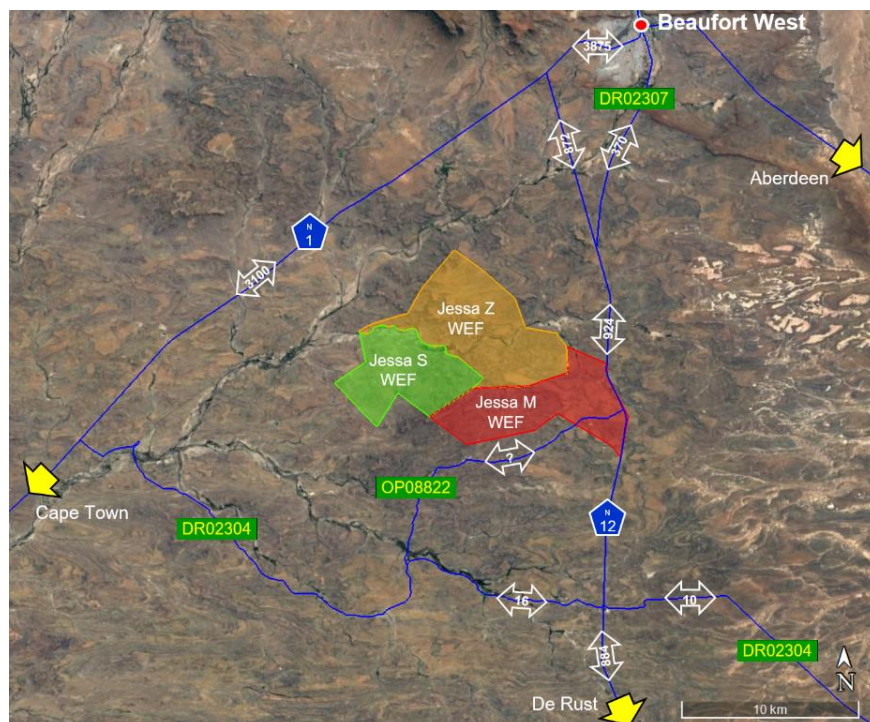 Beaufort West
3875
DR02307
872
370
Aberdeen
N
1
3100
Jessa Z
WEF
924
Jessa S
WEF
Jessa M
WEF
?
OP08822
Cape Town
N
12
DR02304
16
10
884
DR02304
De Rust
N
10 km